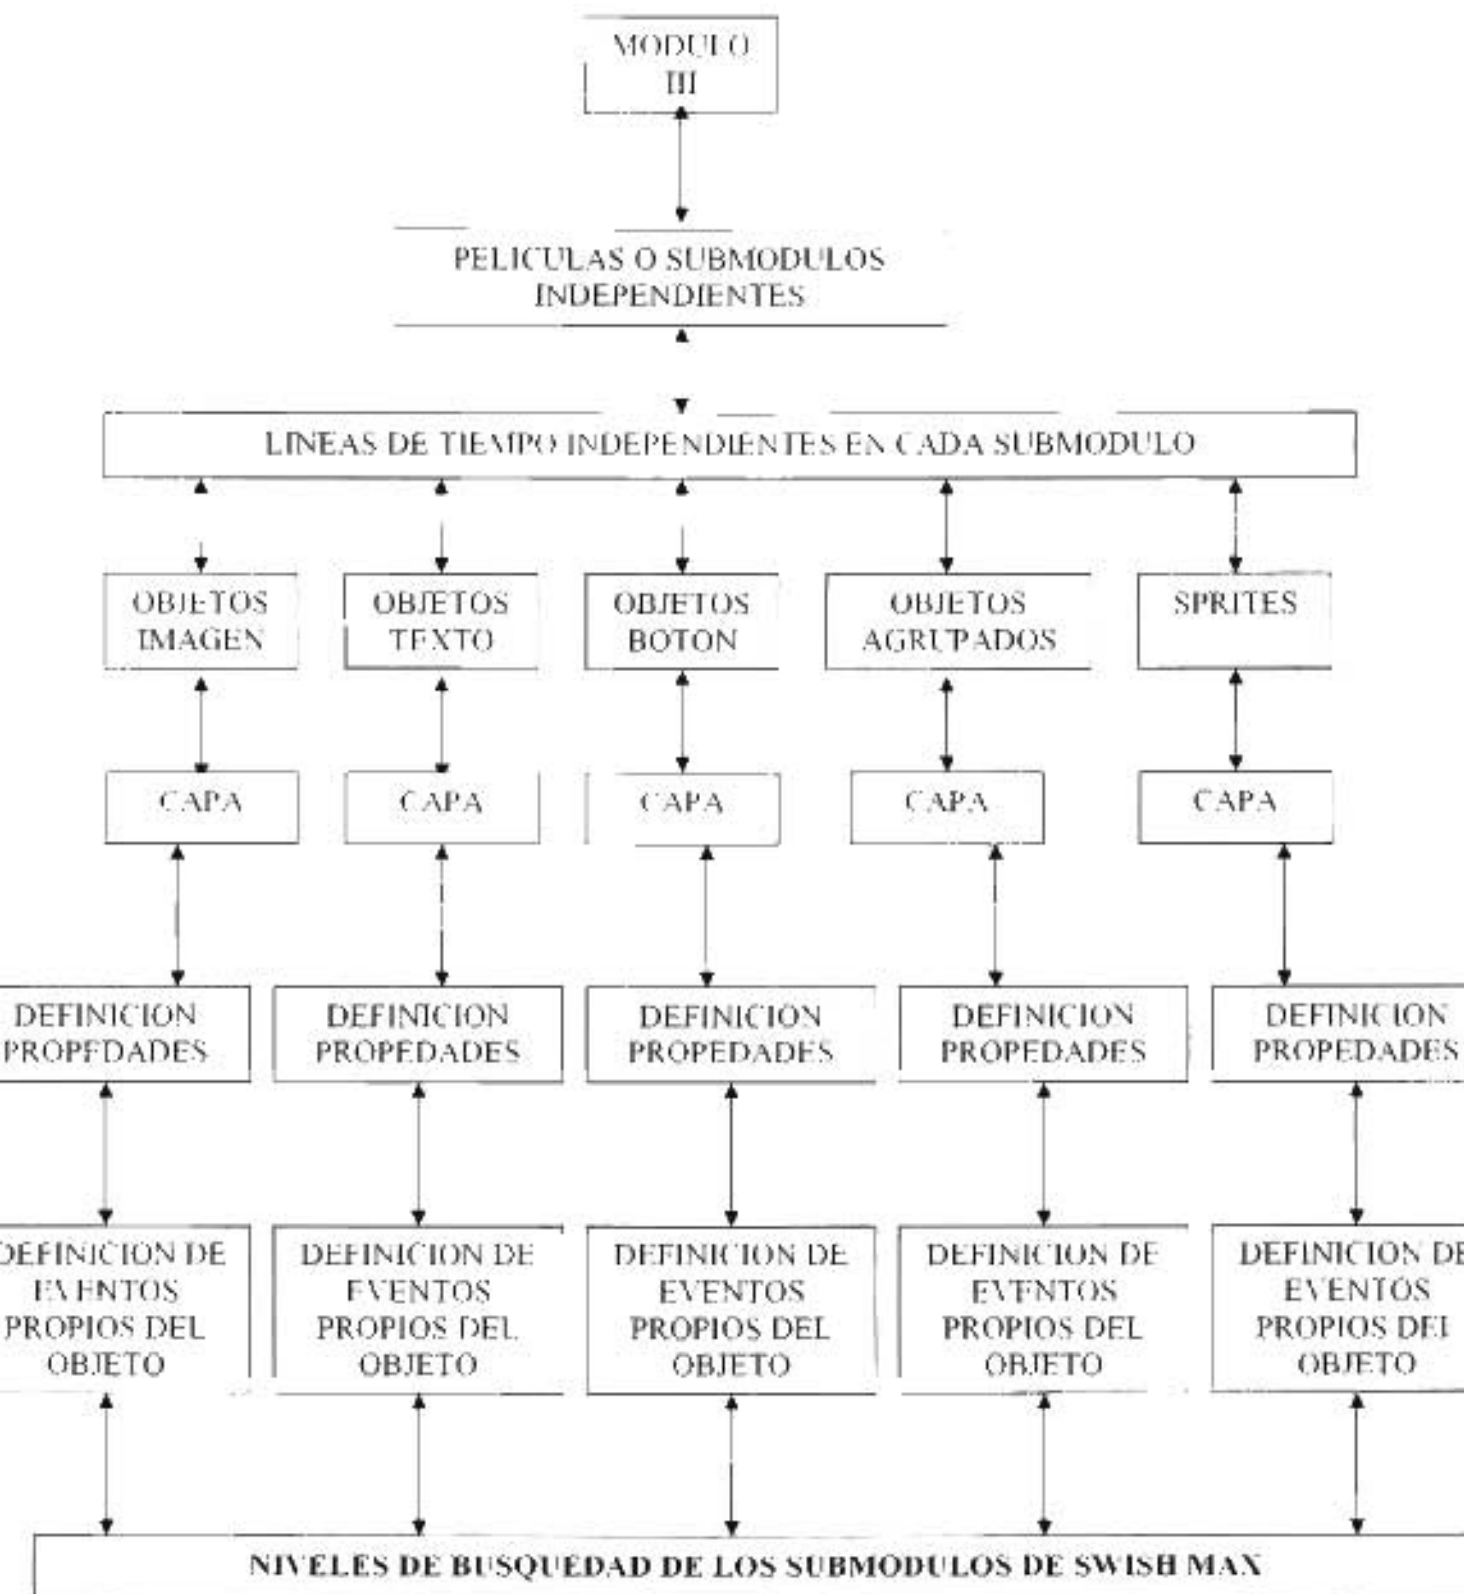 MODULO
III
PELICULAS O SUBMODULOS
INDEPENDIENTES
LINEAS DE TIEMPO INDEPENDIENTES EN CADA SUBMODULO
OBJETOS
IMAGEN
OBJETOS
TEXTO
OBJETOS
BOTON
OBJETOS
AGRUPADOS
SPRITES
CAPA
CAPA
CAPA
CAPA
CAPA
DEFINICION
PROPEDADES
DEFINICION
PROPEDADES
DEFINICION
PROPEDADES
DEFINICION
PROPEDADES
DEFINICION
PROPEDADES
DEFINICION DE
EVENTOS
PROPIOS DEL
OBJETO
DEFINICION DE
EVENTOS
PROPIOS DEL
OBJETO
DEFINICION DE
EVENTOS
PROPIOS DEL
OBJETO
DEFINICION DE
EVENTOS
PROPIOS DEL
OBJETO
DEFINICION DE
EVENTOS
PROPIOS DEL
OBJETO
NIVELES DE BUSQUEDAD DE LOS SUBMODULOS DE SWISH MAX